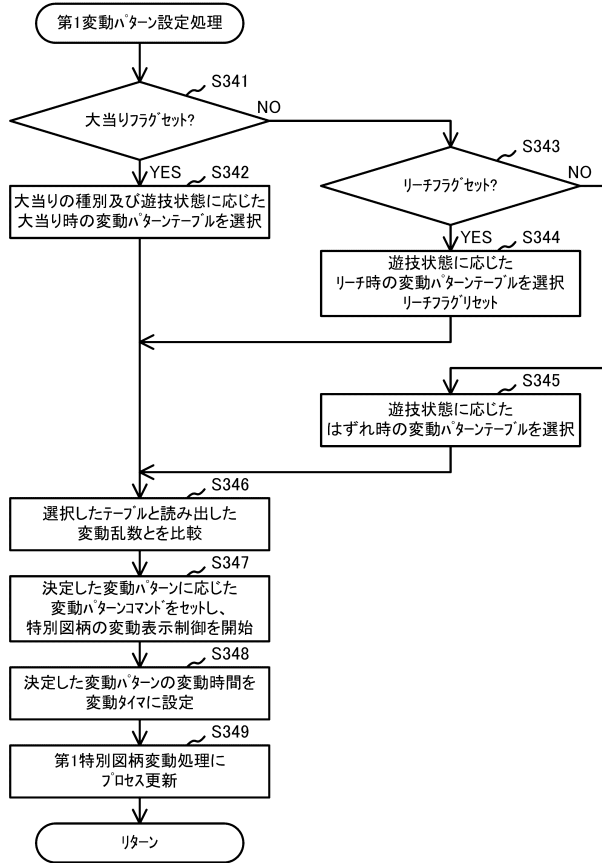 第1変動パターン設定処理
S341
大当りフラグセット?
NO
YES
S342
大当りの種別及び遊技状態に応じた
大当り時の変動パターンテーブルを選択
S343
リーチフラグセット?
NO
YES
S344
遊技状態に応じた
リーチ時の変動パターンテーブルを選択
リーチフラグリセット
S345
遊技状態に応じた
はずれ時の変動パターンテーブルを選択
S346
選択したテーブルと読み出した
変動乱数とを比較
S347
決定した変動パターンに応じた
変動パターンコマンドをセットし、
特別図柄の変動表示制御を開始
S348
決定した変動パターンの変動時間を
変動タイマに設定
S349
第1特別図柄変動処理に
プロセス更新
リターン